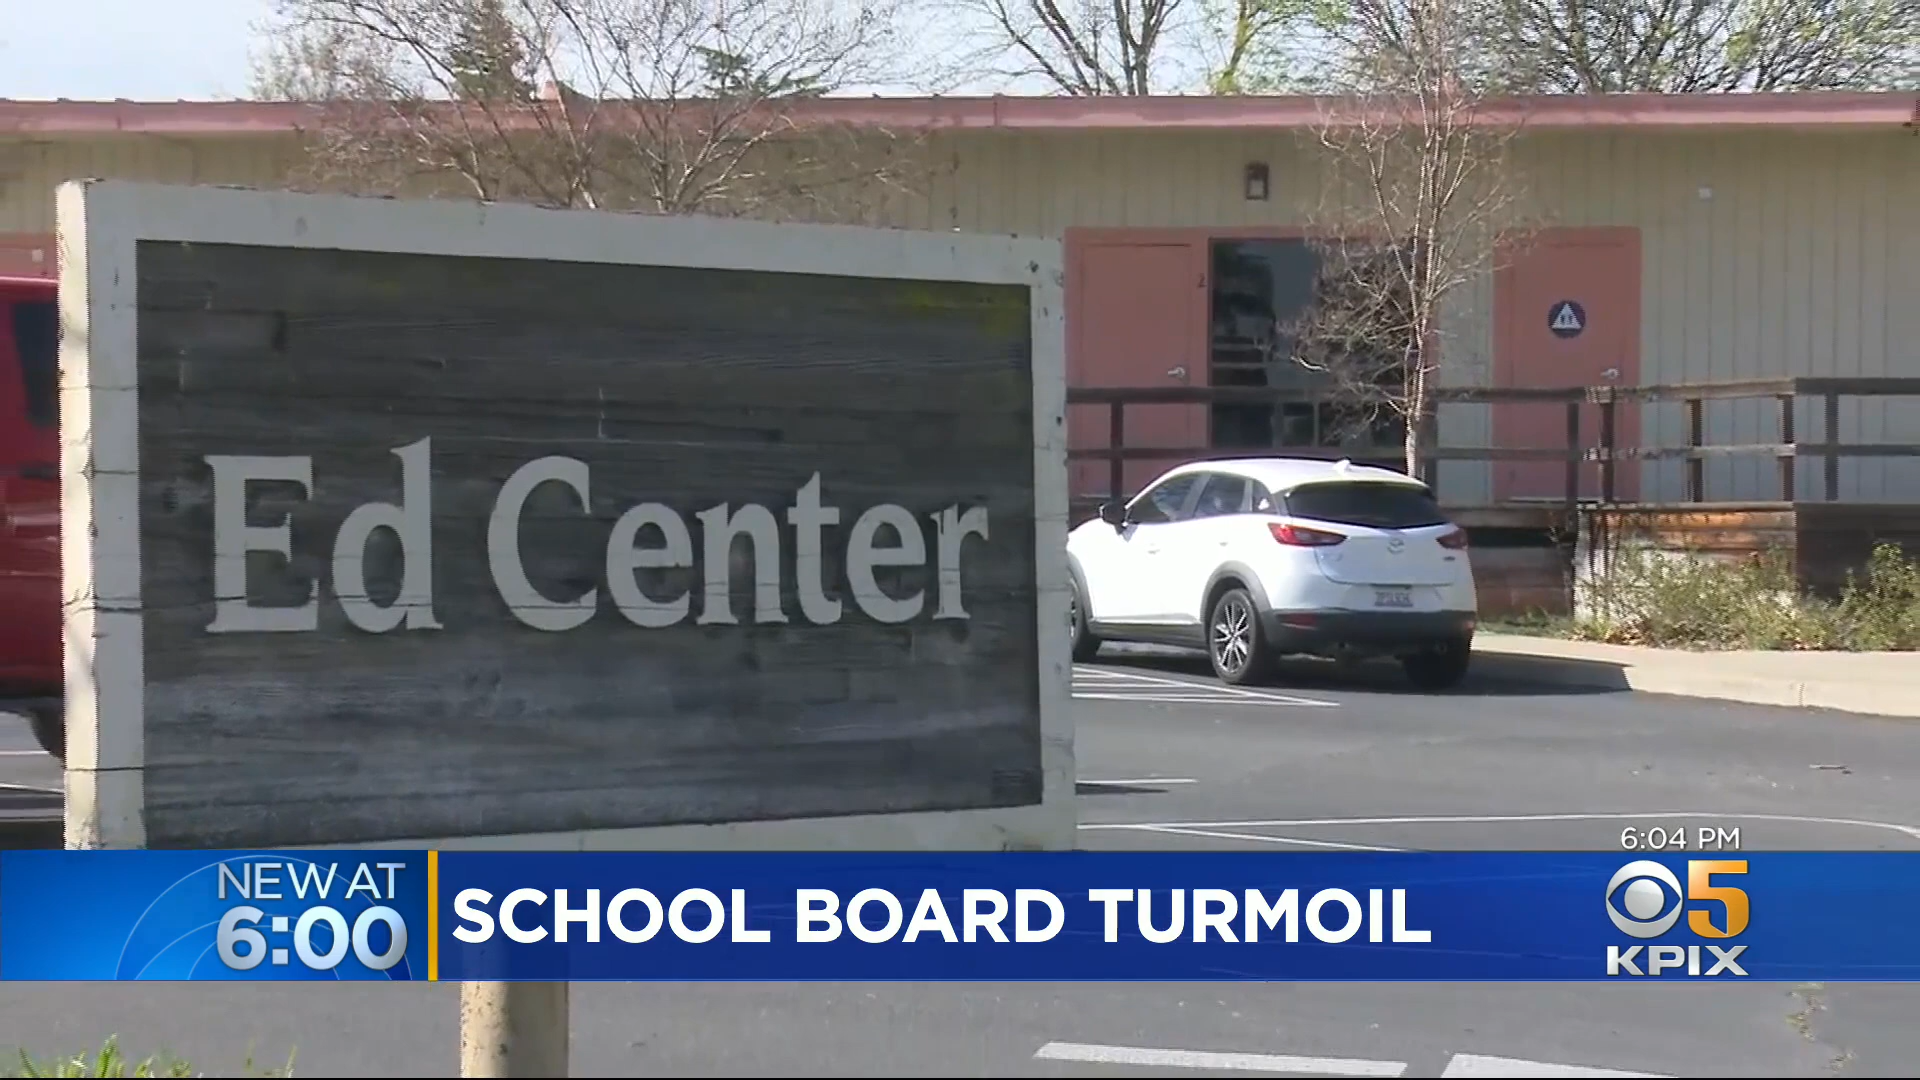 Ed Center
6:04 PM
NEW AT
6:00
SCHOOL BOARD TURMOIL
5
KPIX